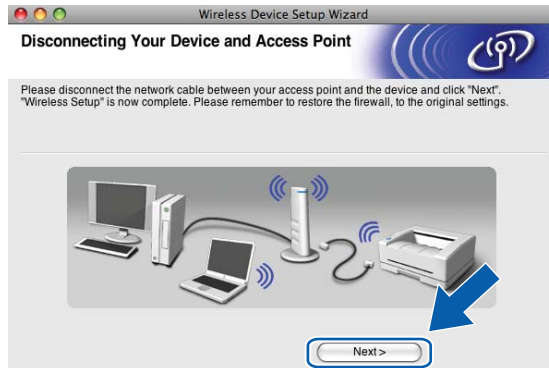 Wireless Device Setup Wizard
Disconnecting Your Device and Access Point
Please disconnect the network cable between your access point and the device and click "Next".
"Wireless Setup" is now complete. Please remember to restore the firewall, to the original settings.
Next >